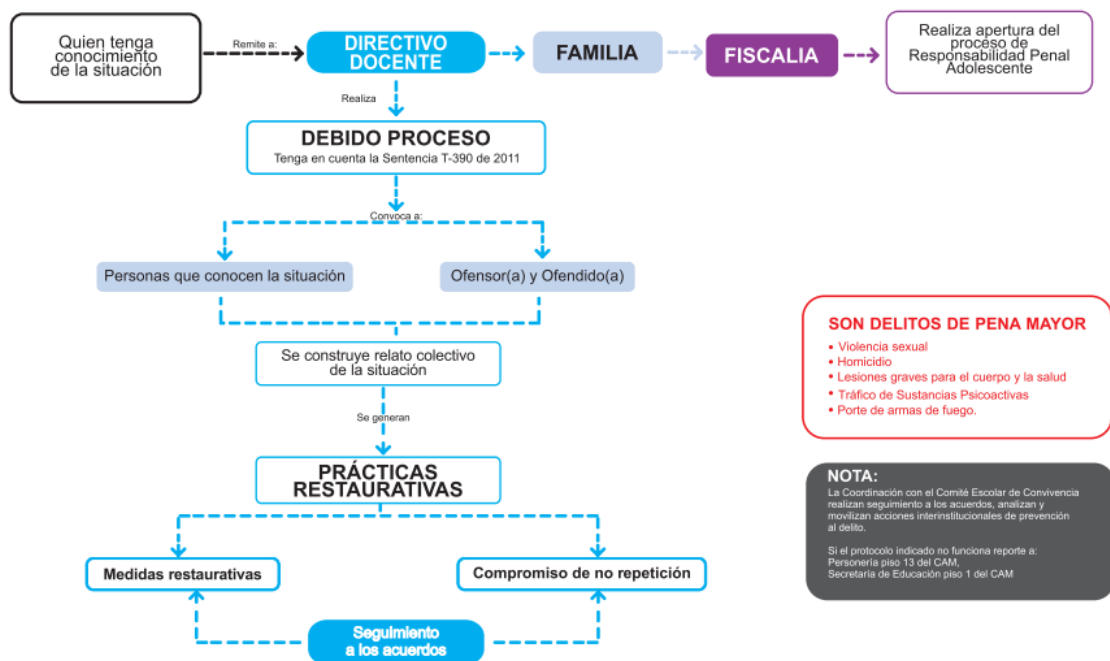 Quien tenga
conocimiento
de la situación
Remite a:
DIRECTIVO
DOCENTE
FAMILIA
FISCALIA
Realiza apertura del
proceso de
Responsabilidad Penal
Adolescente
Realiza
DEBIDO PROCESO
Tenga en cuenta la Sentencia T-390 de 2011
Convoca a:
Personas que conocen la situación
Ofensor(a) y Ofendido(a)
Se construye relato colectivo
de la situación
Se generan
PRÁCTICAS
RESTAURATIVAS
Medidas restaurativas
Compromiso de no repetición
Seguimiento
a los acuerdos
SON DELITOS DE PENA MAYOR
• Violencia sexual
• Homicidio
• Lesiones graves para el cuerpo y la salud
• Tráfico de Sustancias Psicoactivas
• Porte de armas de fuego.
NOTA:
La Coordinación con el Comité Escolar de Convivencia
realizan seguimiento a los acuerdos, analizan y
movilizan acciones interinstitucionales de prevención
al delito.
Si el protocolo indicado no funciona reporte a:
Personería piso 13 del CAM,
Secretaría de Educación piso 1 del CAM